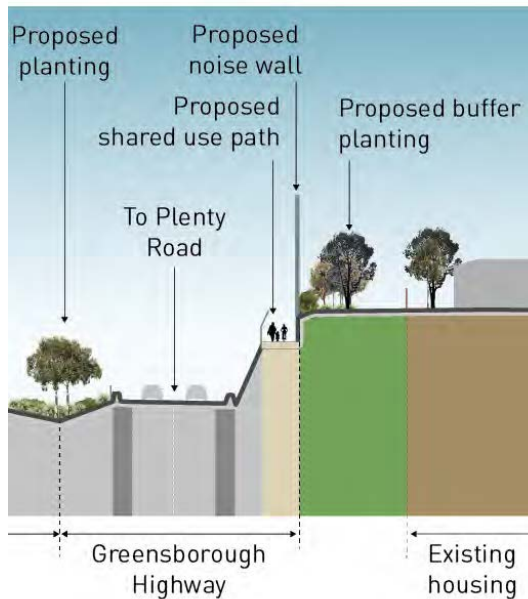 Proposed
planting
Proposed
noise wall
Proposed
shared use path
Proposed buffer
planting
To Plenty
Road
Greensborough
Highway
Existing
housing